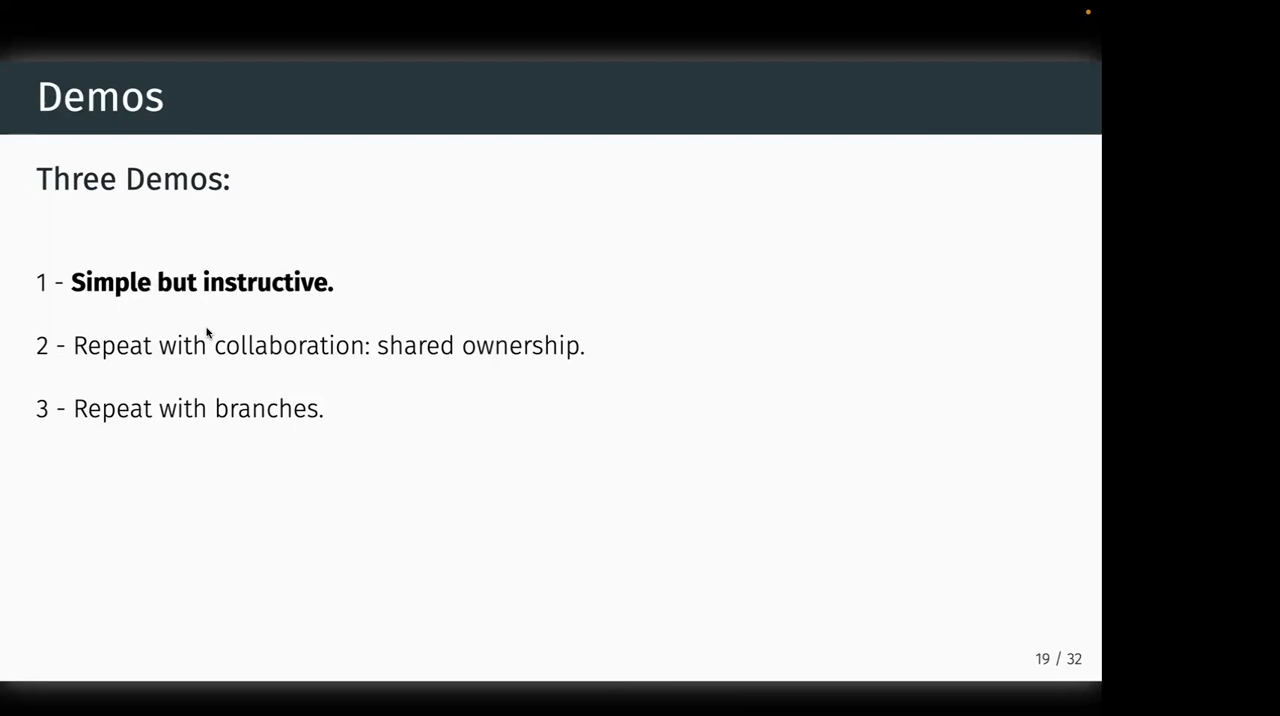 Demos
Three Demos:
1 - Simple but instructive.
2 - Repeat with collaboration: shared ownership.
3 - Repeat with branches.
19 / 32